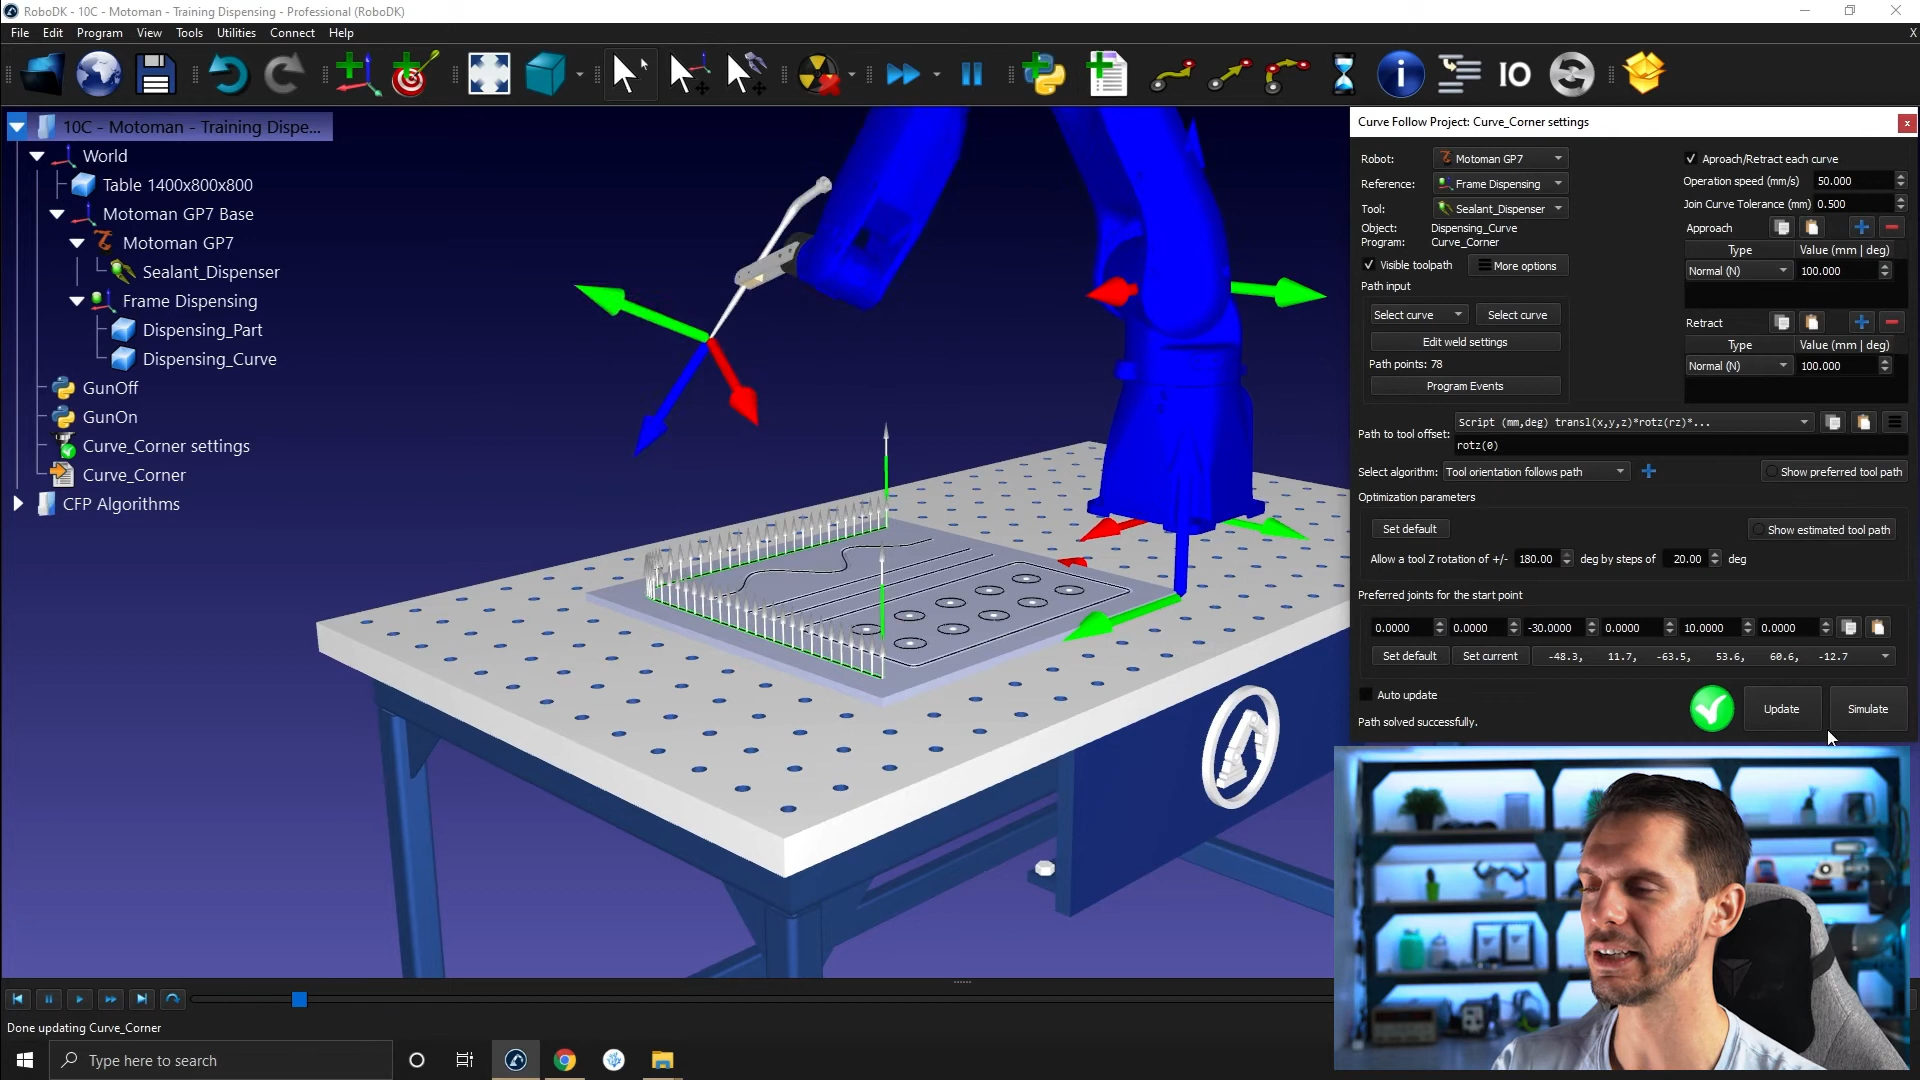 RoboDK - 10C - Motoman - Training Dispensing - Professional (RoboDK)
File Edit Program View Tools Utilities Connect Help X
IO
10C - Motoman - Training Dispe...
World
Table 1400x800x800
Motoman GP7 Base
Motoman GP7
Sealant_Dispenser
Frame Dispensing
Dispensing_Part
Dispensing_Curve
GunOff
GunOn
Curve_Corner settings
Curve_Corner
CFP Algorithms
Curve Follow Project: Curve_Corner settings
Robot: Motoman GP7
Reference: Frame Dispensing
Tool: Sealant_Dispenser
Object: Dispensing_Curve
Program: Curve_Corner
Visible toolpath More options
Path input
Select curve Select curve
Edit weld settings
Path points: 78
Program Events
Aproach/Retract each curve
Operation speed (mm/s) 50.000
Join Curve Tolerance (mm) 0.500
Approach
Type Value (mm | deg)
Normal (N) 100.000
Retract
Type Value (mm | deg)
Normal (N) 100.000
Path to tool offset: Script (mm,deg) transl(x,y,z)*rotz(rz)*...
rotz(0)
Select algorithm: Tool orientation follows path Show preferred tool path
Optimization parameters
Set default Show estimated tool path
Allow a tool Z rotation of +/- 180.00 deg by steps of 20.00 deg
Preferred joints for the start point
0.0000 0.0000 -30.0000 0.0000 10.0000 0.0000
Set default Set current -48.3, 11.7, -63.5, 53.6, 60.6, -12.7
Auto update
Path solved successfully.
Update Simulate
Done updating Curve_Corner
Type here to search